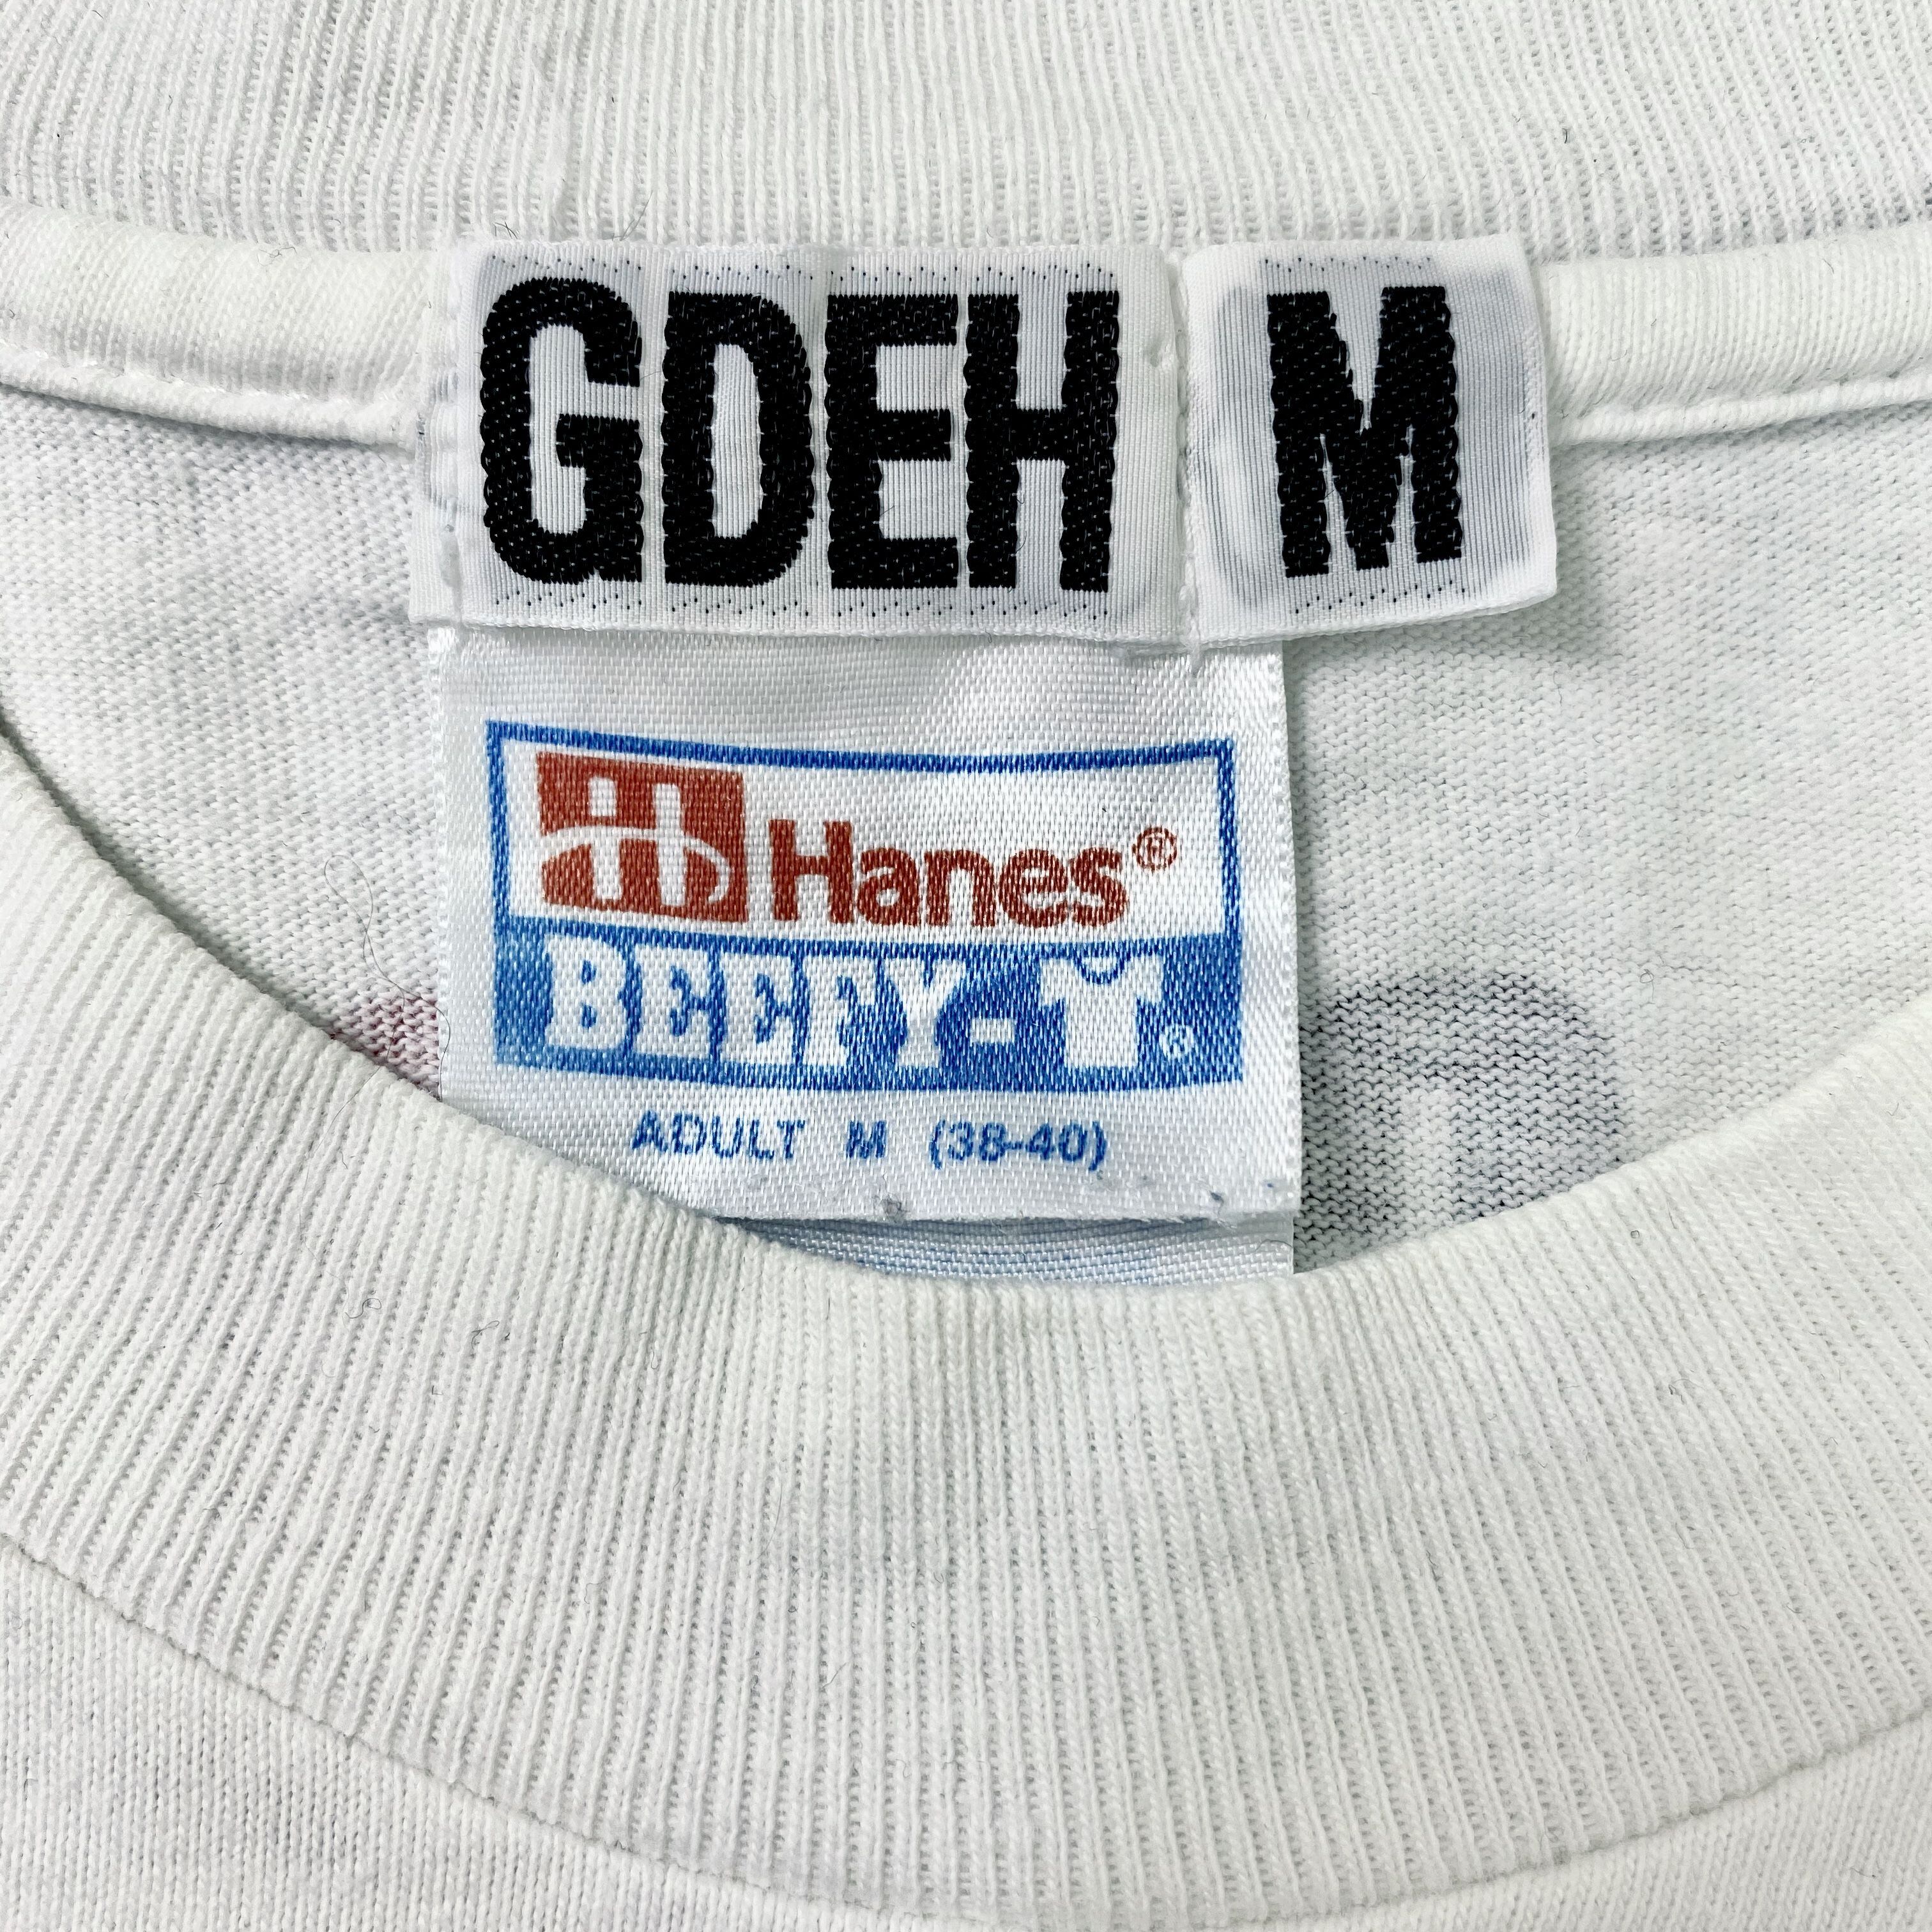 GDEH M
Hanes®
BEEFY-T®
ADULT M (38-40)